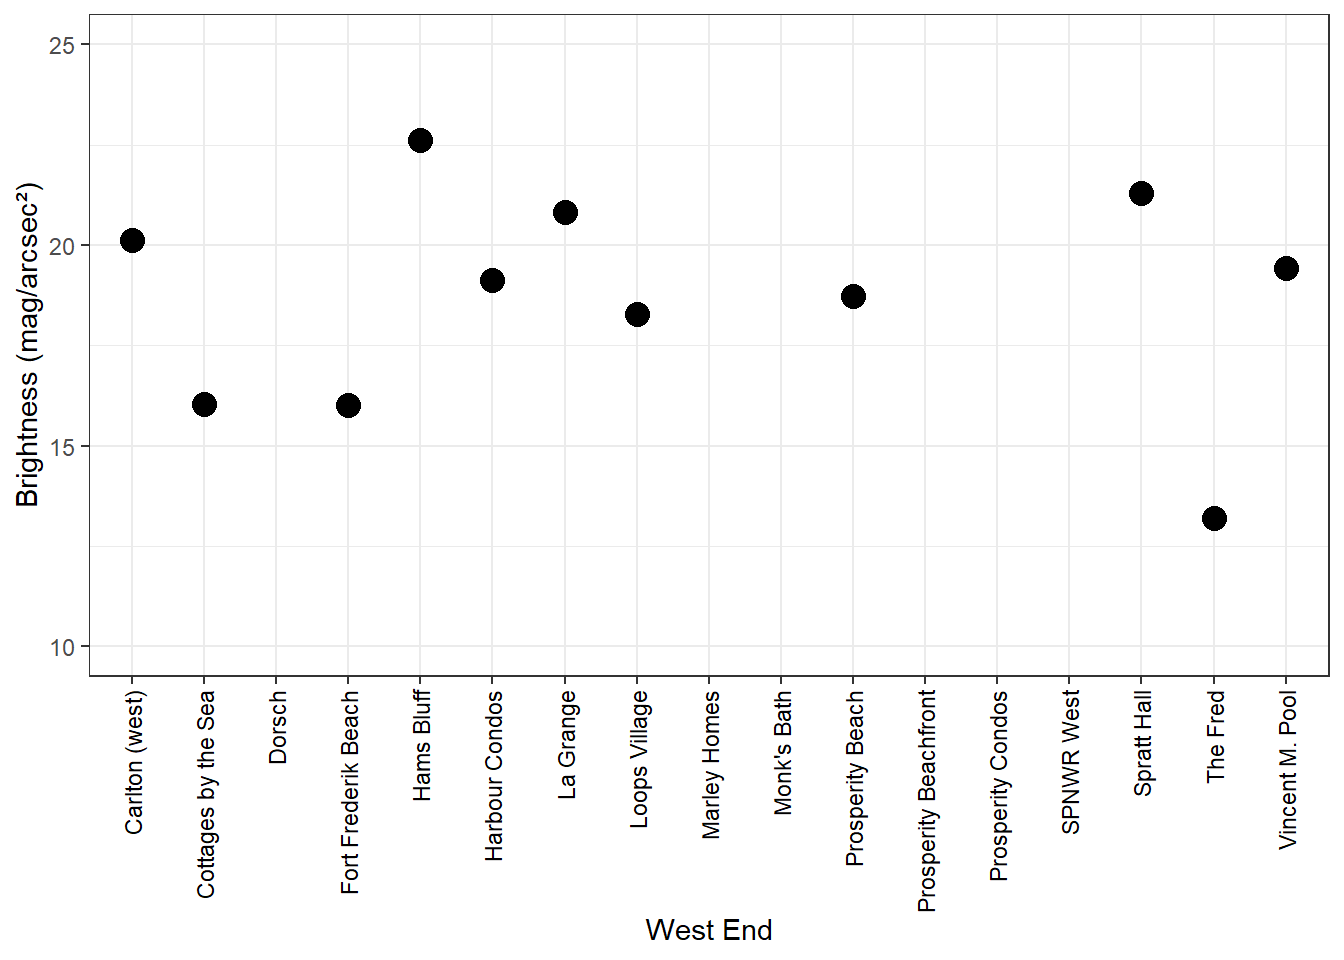 Brightness (mag/arcsec²)
25
20
15
10
Carlton (west)
Cottages by the Sea
Dorsch
Fort Frederik Beach
Hams Bluff
Harbour Condos
La Grange
Loops Village
Marley Homes
Monk's Bath
Prosperity Beach
Prosperity Beachfront
Prosperity Condos
SPNWR West
Spratt Hall
The Fred
Vincent M. Pool
West End